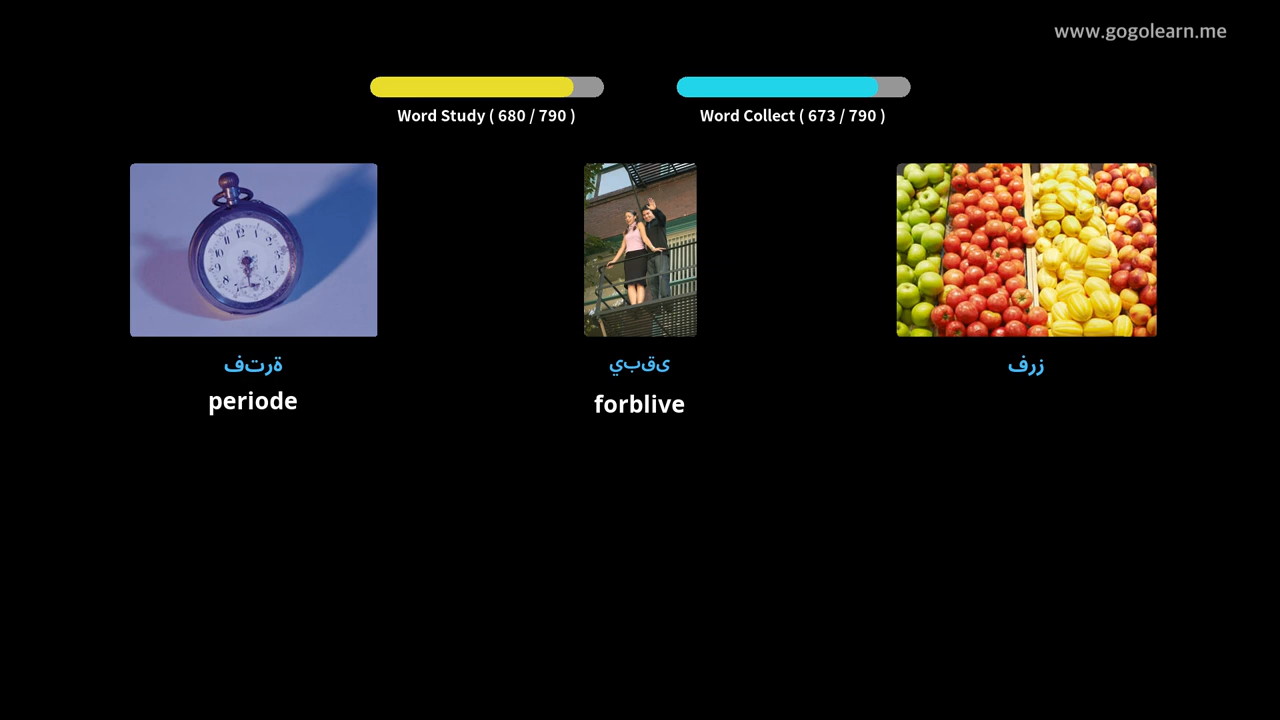 www.gogolearn.me
Word Study ( 680 / 790 )
Word Collect ( 673 / 790 )
ةرتف
ىقبي
زرف
periode
forblive